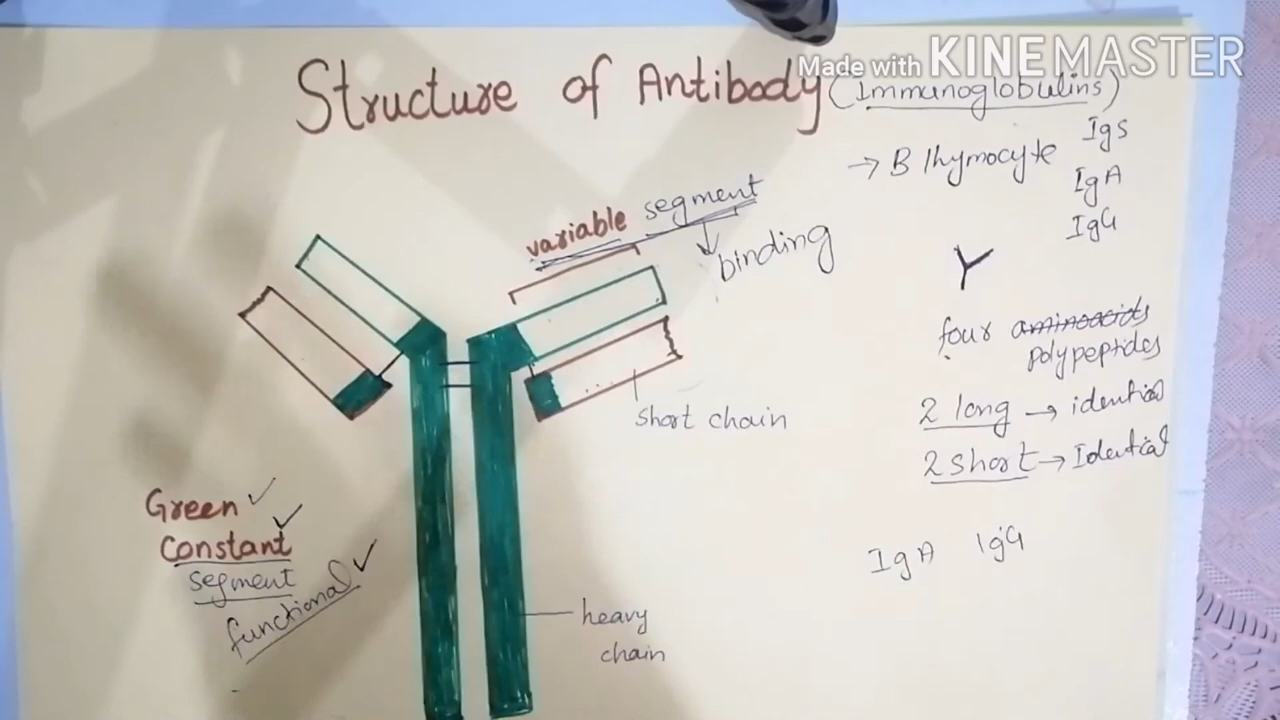 Made with KINEMASTER
Structure of Antibody (Immunoglobulins)
→ B lhymocyte
Igs
IgA
IgG
variable segment
binding
four aminoacids
polypeptides
2 long → identical
2 short → Identical
short chain
Green ✓
Constant ✓
segment
functional ✓
IgA IgG
heavy
chain